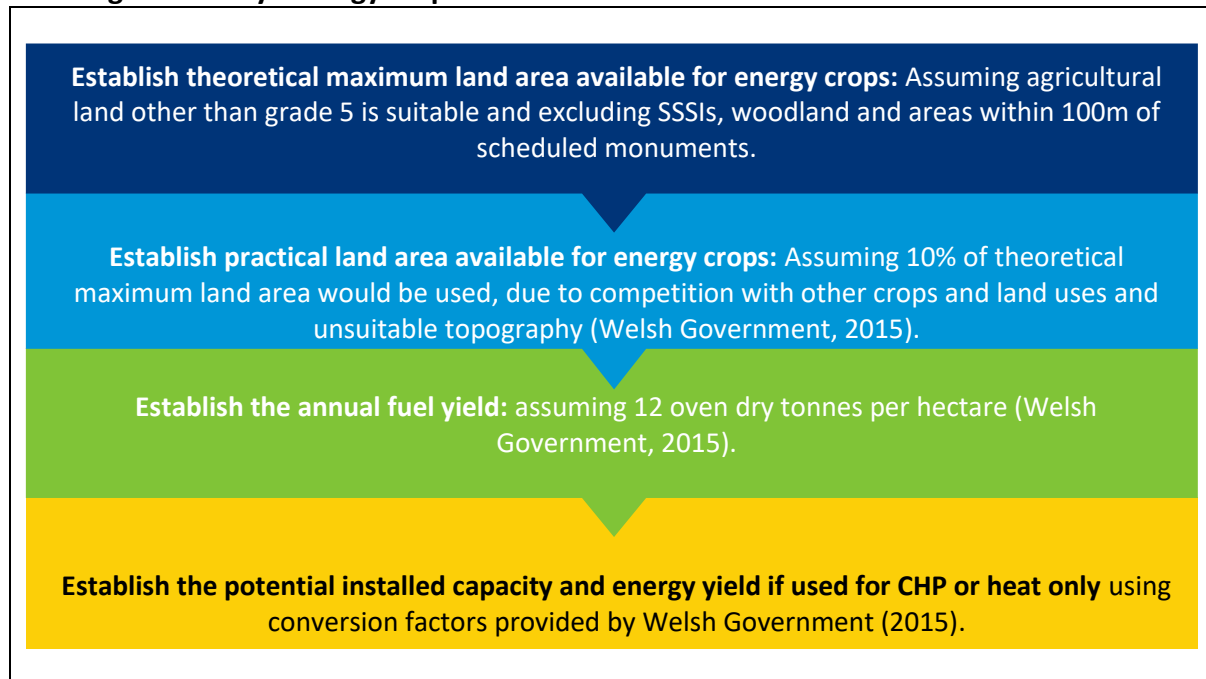 Establish theoretical maximum land area available for energy crops: Assuming agricultural
land other than grade 5 is suitable and excluding SSSIs, woodland and areas within 100m of
scheduled monuments.
Establish practical land area available for energy crops: Assuming 10% of theoretical
maximum land area would be used, due to competition with other crops and land uses and
unsuitable topography (Welsh Government, 2015).
Establish the annual fuel yield: assuming 12 oven dry tonnes per hectare (Welsh
Government, 2015).
Establish the potential installed capacity and energy yield if used for CHP or heat only using
conversion factors provided by Welsh Government (2015).